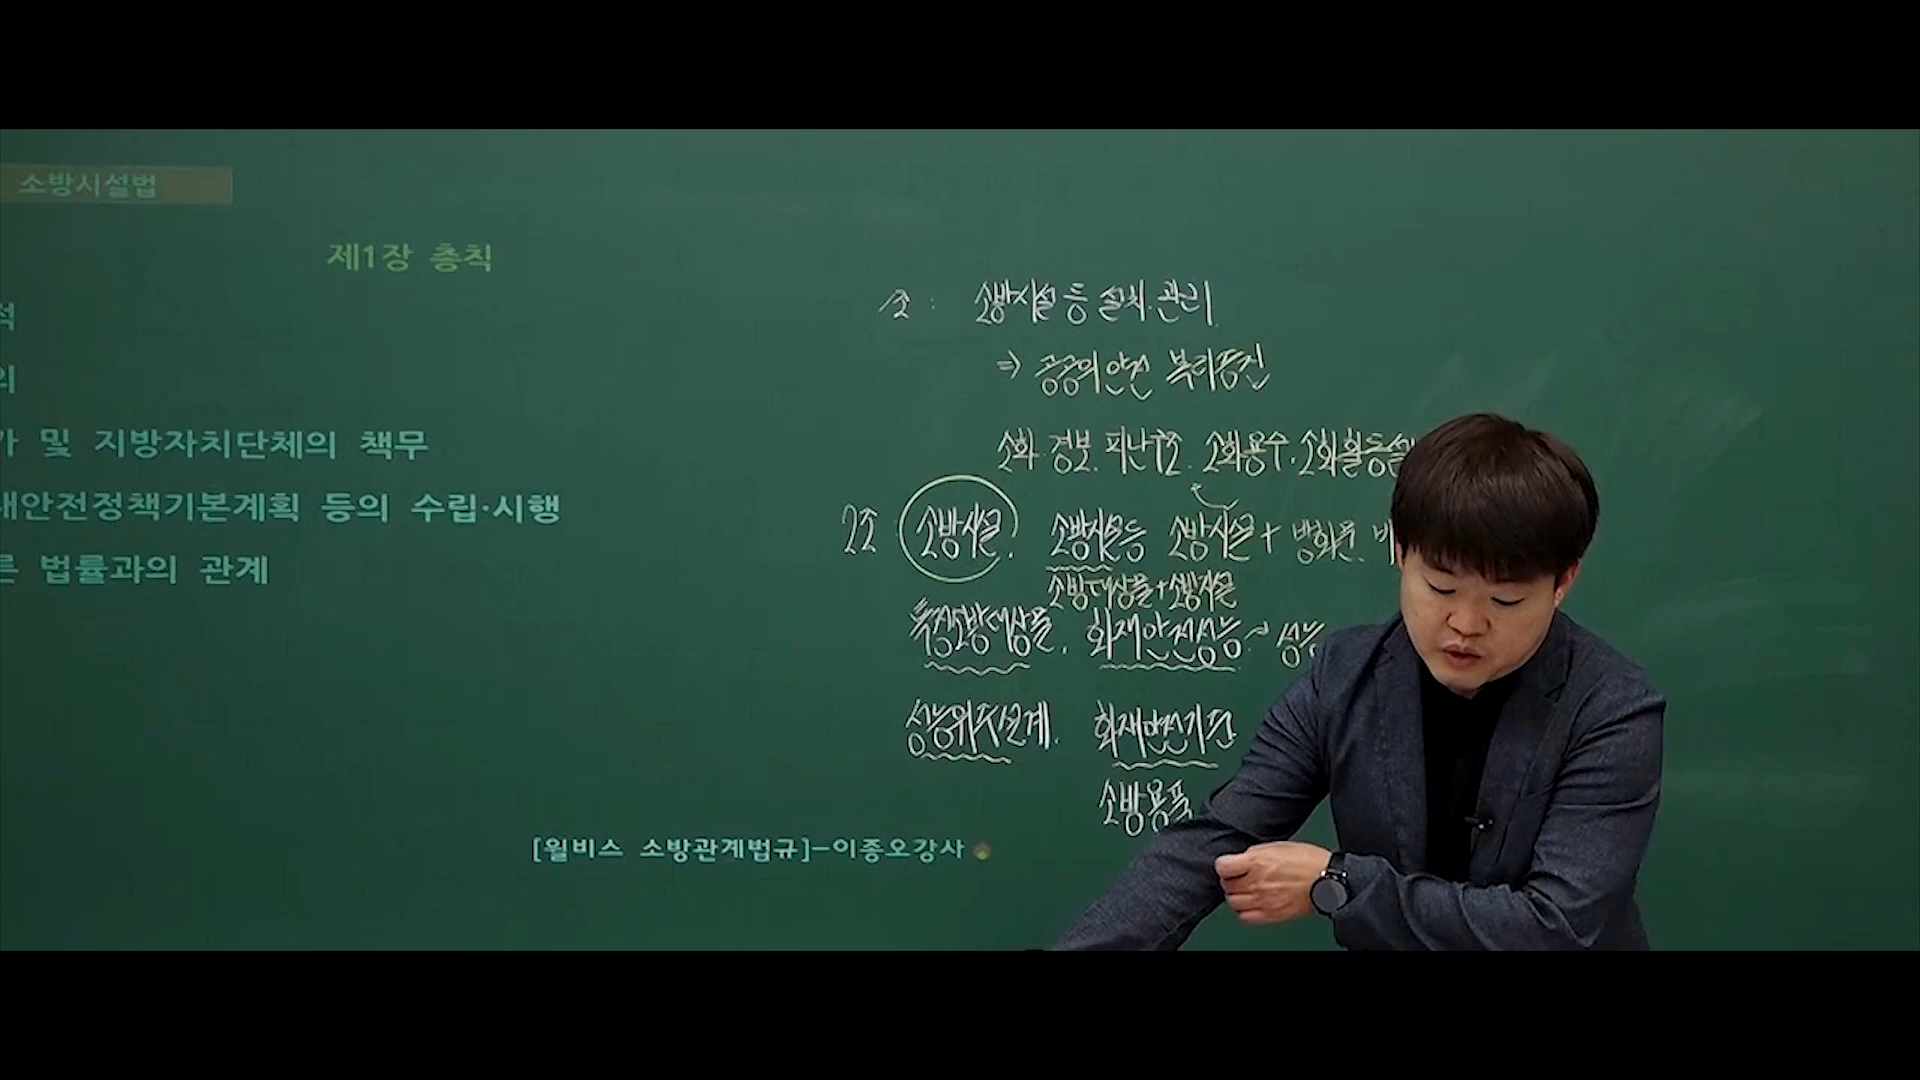 소방시설법
제1장 총칙
적
의
가 및 지방자치단체의 책무
재안전정책기본계획 등의 수립·시행
른 법률과의 관계
[윌비스 소방관계법규]-이종오강사
1조 : 소방시설 등 설치·관리
⇒ 공공의 안전 복리증진
소화. 경보. 피난구조. 소화용수. 소화활동설
2조 소방시설. 소방시설등 소방시설 + 방화문. 비
소방대상물 + 소방시설
특정소방대상물. 화재안전성능 → 성능
성능위주설계. 화재안전기준
소방용품